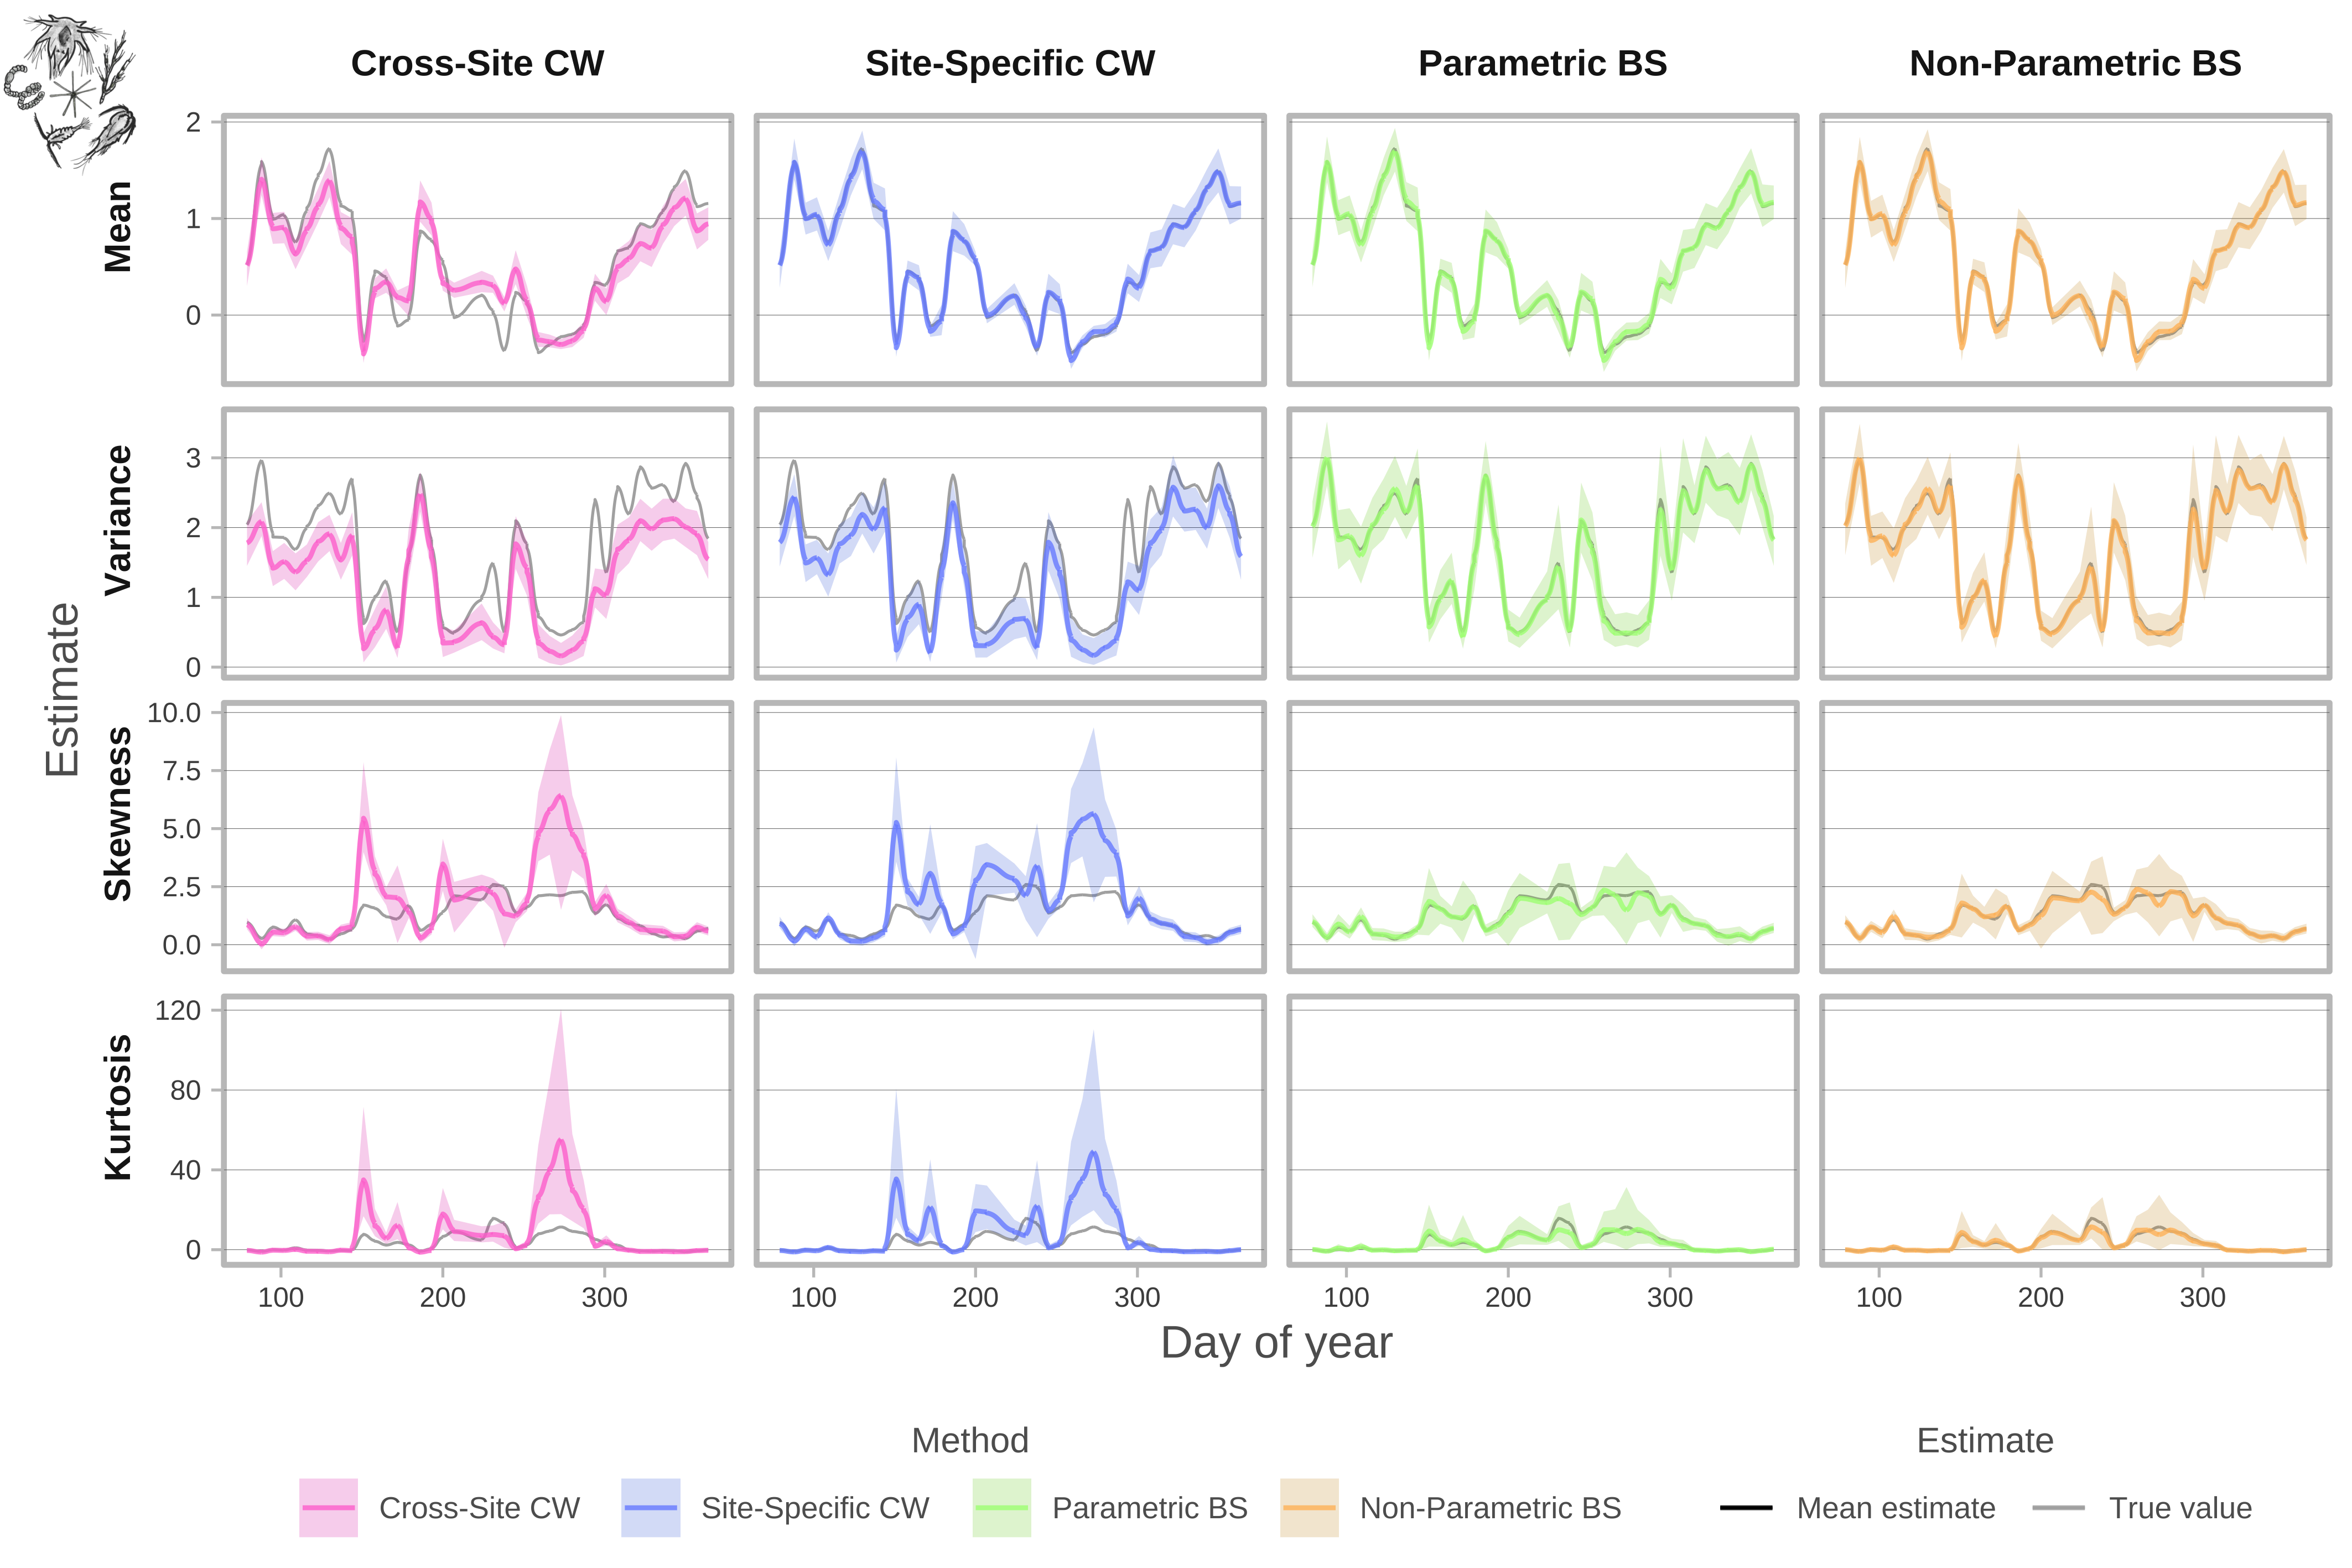 Cross-Site CW Site-Specific CW Parametric BS Non-Parametric BS
Estimate
Mean
2
1
0
Variance
3
2
1
0
Skewness
10.0
7.5
5.0
2.5
0.0
Kurtosis
120
80
40
0
100 200 300 100 200 300 100 200 300 100 200 300
Day of year
Method Estimate
Cross-Site CW Site-Specific CW Parametric BS Non-Parametric BS Mean estimate True value